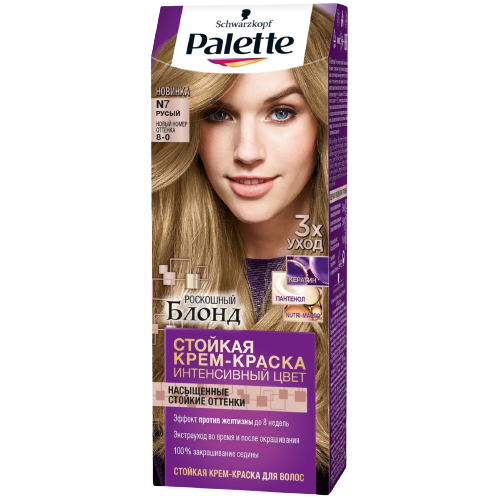 Schwarzkopf
Palette
НОВИНКА
N7
РУСЫЙ
НОВЫЙ НОМЕР
ОТТЕНКА
8-0
3x
УХОД
КЕРАТИН
ПАНТЕНОЛ
NUTRI-МАСЛО
РОСКОШНЫЙ
БЛОНД
СТОЙКАЯ
КРЕМ-КРАСКА
ИНТЕНСИВНЫЙ ЦВЕТ
НАСЫЩЕННЫЕ
СТОЙКИЕ ОТТЕНКИ
Эффект против желтизны до 8 недель
Экстрауход во время и после окрашивания
100% закрашивание седины
СТОЙКАЯ КРЕМ-КРАСКА ДЛЯ ВОЛОС